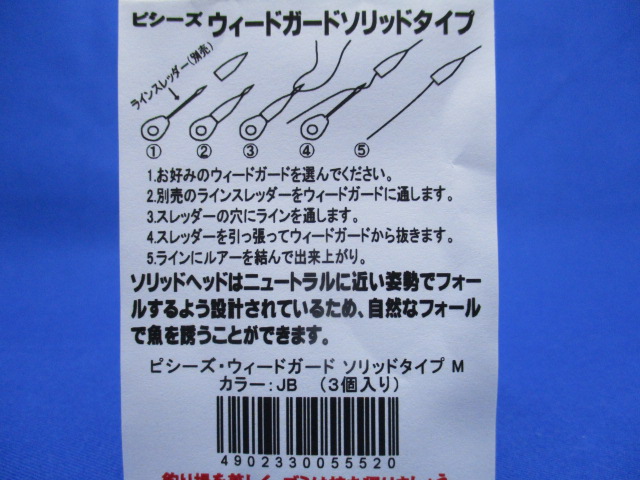 ピシーズ ウィードガードソリッドタイプ
ラインスレッダー(別売)
① ② ③ ④ ⑤
1.お好みのウィードガードを選んでください。
2.別売のラインスレッダーをウィードガードに通します。
3.スレッダーの穴にラインを通します。
4.スレッダーを引っ張ってウィードガードから抜きます。
5.ラインにルアーを結んで出来上がり。
ソリッドヘッドはニュートラルに近い姿勢でフォー
ルするよう設計されているため、自然なフォール
で魚を誘うことができます。
ピシーズ・ウィードガード ソリッドタイプ M
カラー:JB (3個入り)
4902330055520